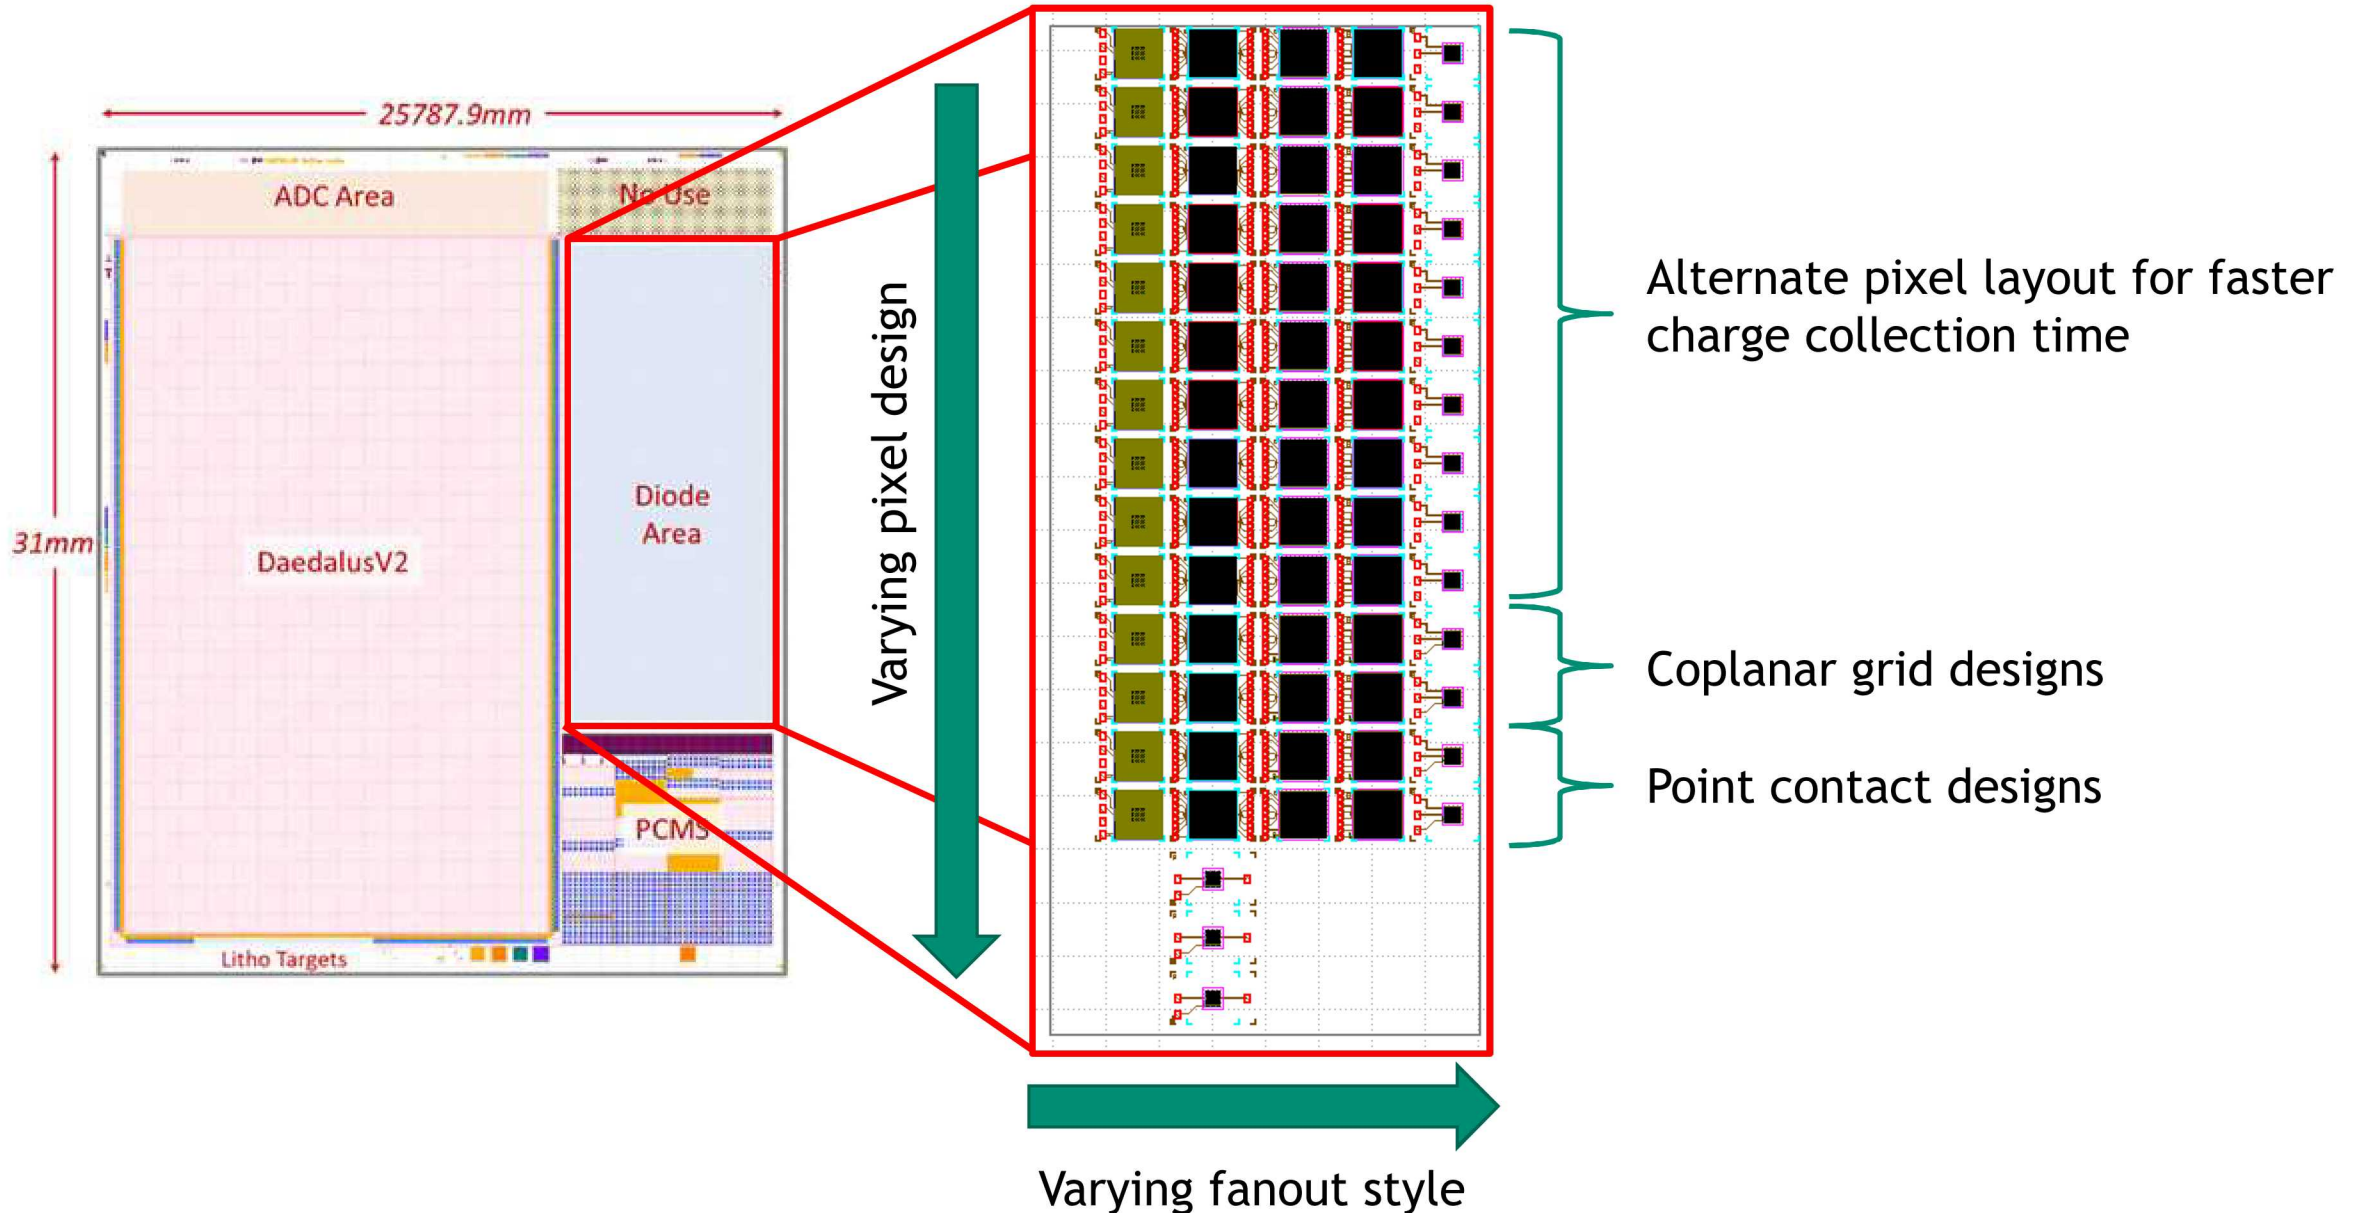 25787.9mm
ADC Area
No Use
31mm
Diode
Area
DaedalusV2
PCMS
Litho Targets
Varying pixel design
Alternate pixel layout for faster
charge collection time
Coplanar grid designs
Point contact designs
Varying fanout style